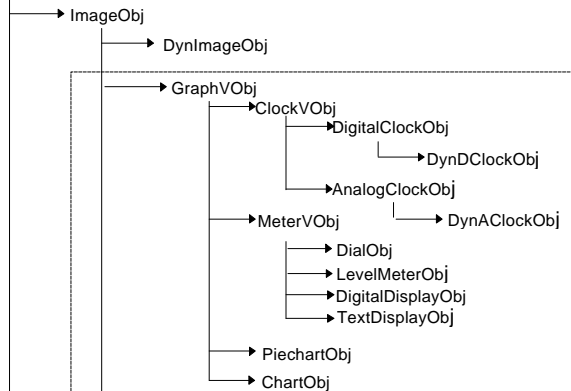 ImageObj
DynImageObj
GraphVObj
ClockVObj
DigitalClockObj
DynDClockObj
AnalogClockObj
DynAClockObj
MeterVObj
DialObj
LevelMeterObj
DigitalDisplayObj
TextDisplayObj
PiechartObj
ChartObj